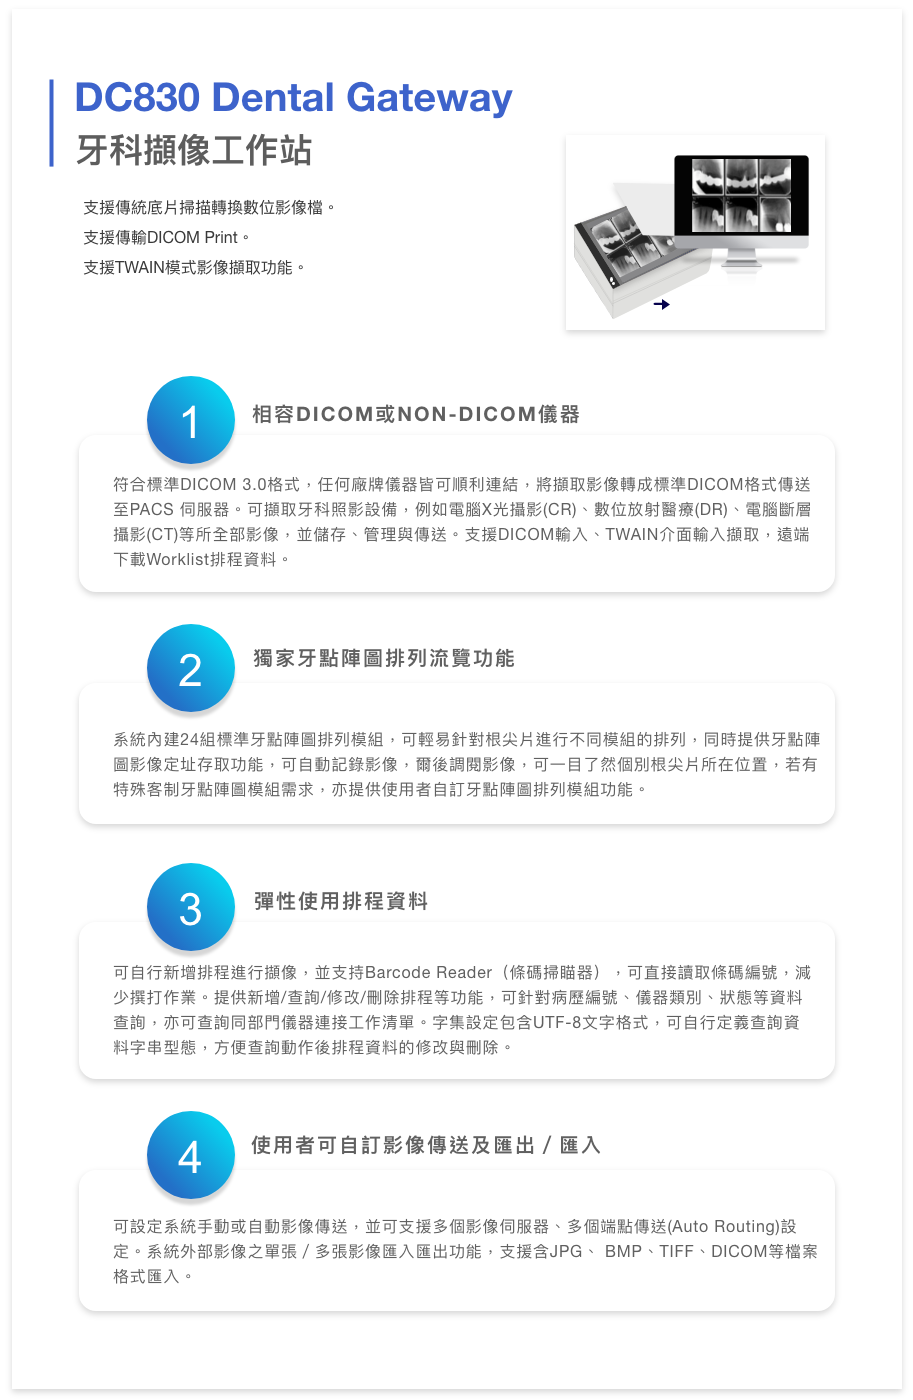 DC830 Dental Gateway
牙科擷像工作站
支援傳統底片掃描轉換數位影像檔。
支援傳輸DICOM Print。
支援TWAIN模式影像擷取功能。
1
相容DICOM或NON-DICOM儀器
符合標準DICOM 3.0格式，任何廠牌儀器皆可順利連結，將擷取影像轉成標準DICOM格式傳送
至PACS 伺服器。可擷取牙科照影設備，例如電腦X光攝影(CR)、數位放射醫療(DR)、電腦斷層
攝影(CT)等所全部影像，並儲存、管理與傳送。支援DICOM輸入、TWAIN介面輸入擷取，遠端
下載Worklist排程資料。
2
獨家牙點陣圖排列流覽功能
系統內建24組標準牙點陣圖排列模組，可輕易針對根尖片進行不同模組的排列，同時提供牙點陣
圖影像定址存取功能，可自動記錄影像，爾後調閱影像，可一目了然個別根尖片所在位置，若有
特殊客制牙點陣圖模組需求，亦提供使用者自訂牙點陣圖排列模組功能。
3
彈性使用排程資料
可自行新增排程進行擷像，並支持Barcode Reader（條碼掃瞄器），可直接讀取條碼編號，減
少撰打作業。提供新增/查詢/修改/刪除排程等功能，可針對病歷編號、儀器類別、狀態等資料
查詢，亦可查詢同部門儀器連接工作清單。字集設定包含UTF-8文字格式，可自行定義查詢資
料字串型態，方便查詢動作後排程資料的修改與刪除。
4
使用者可自訂影像傳送及匯出 / 匯入
可設定系統手動或自動影像傳送，並可支援多個影像伺服器、多個端點傳送(Auto Routing)設
定。系統外部影像之單張 / 多張影像匯入匯出功能，支援含JPG、 BMP、TIFF、DICOM等檔案
格式匯入。